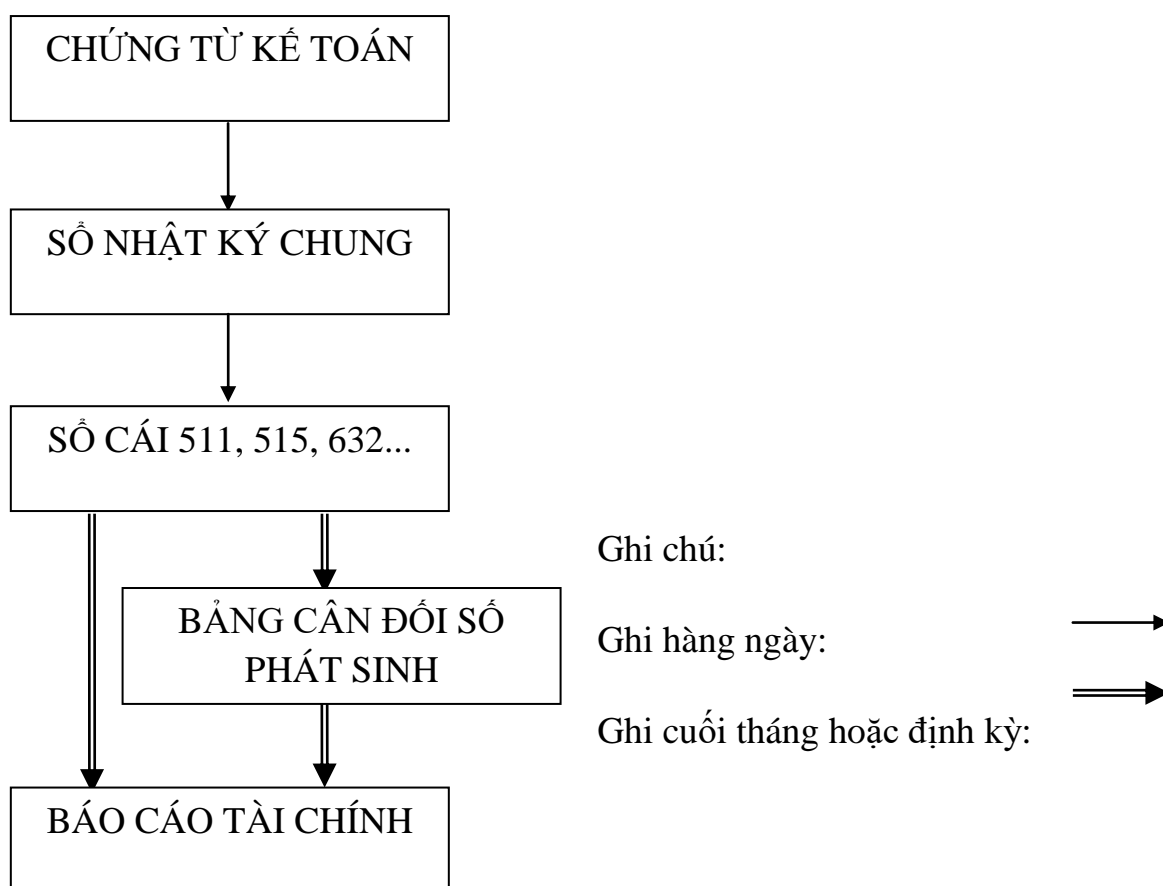 CHỨNG TỪ KẾ TOÁN
SỔ NHẬT KÝ CHUNG
SỔ CÁI 511, 515, 632...
BẢNG CÂN ĐỐI SỐ
PHÁT SINH
BÁO CÁO TÀI CHÍNH
Ghi chú:
Ghi hàng ngày:
Ghi cuối tháng hoặc định kỳ: